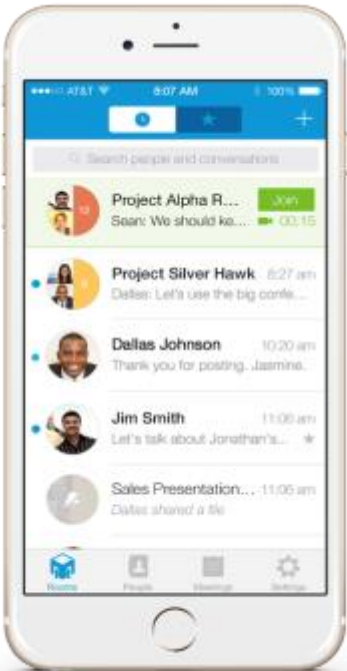 AT&T 8:07 AM 100%
Search people and conversations
Project Alpha R... Join
Sean: We should ke... 00:15
Project Silver Hawk 8:27 am
Dallas: Let's use the big confe...
Dallas Johnson 10:20 am
Thank you for posting. Jasmine.
Jim Smith 11:06 am
Let's talk about Jonathan's...
Sales Presentation... 11:05 am
Dallas shared a file
Rooms People Meetings Settings